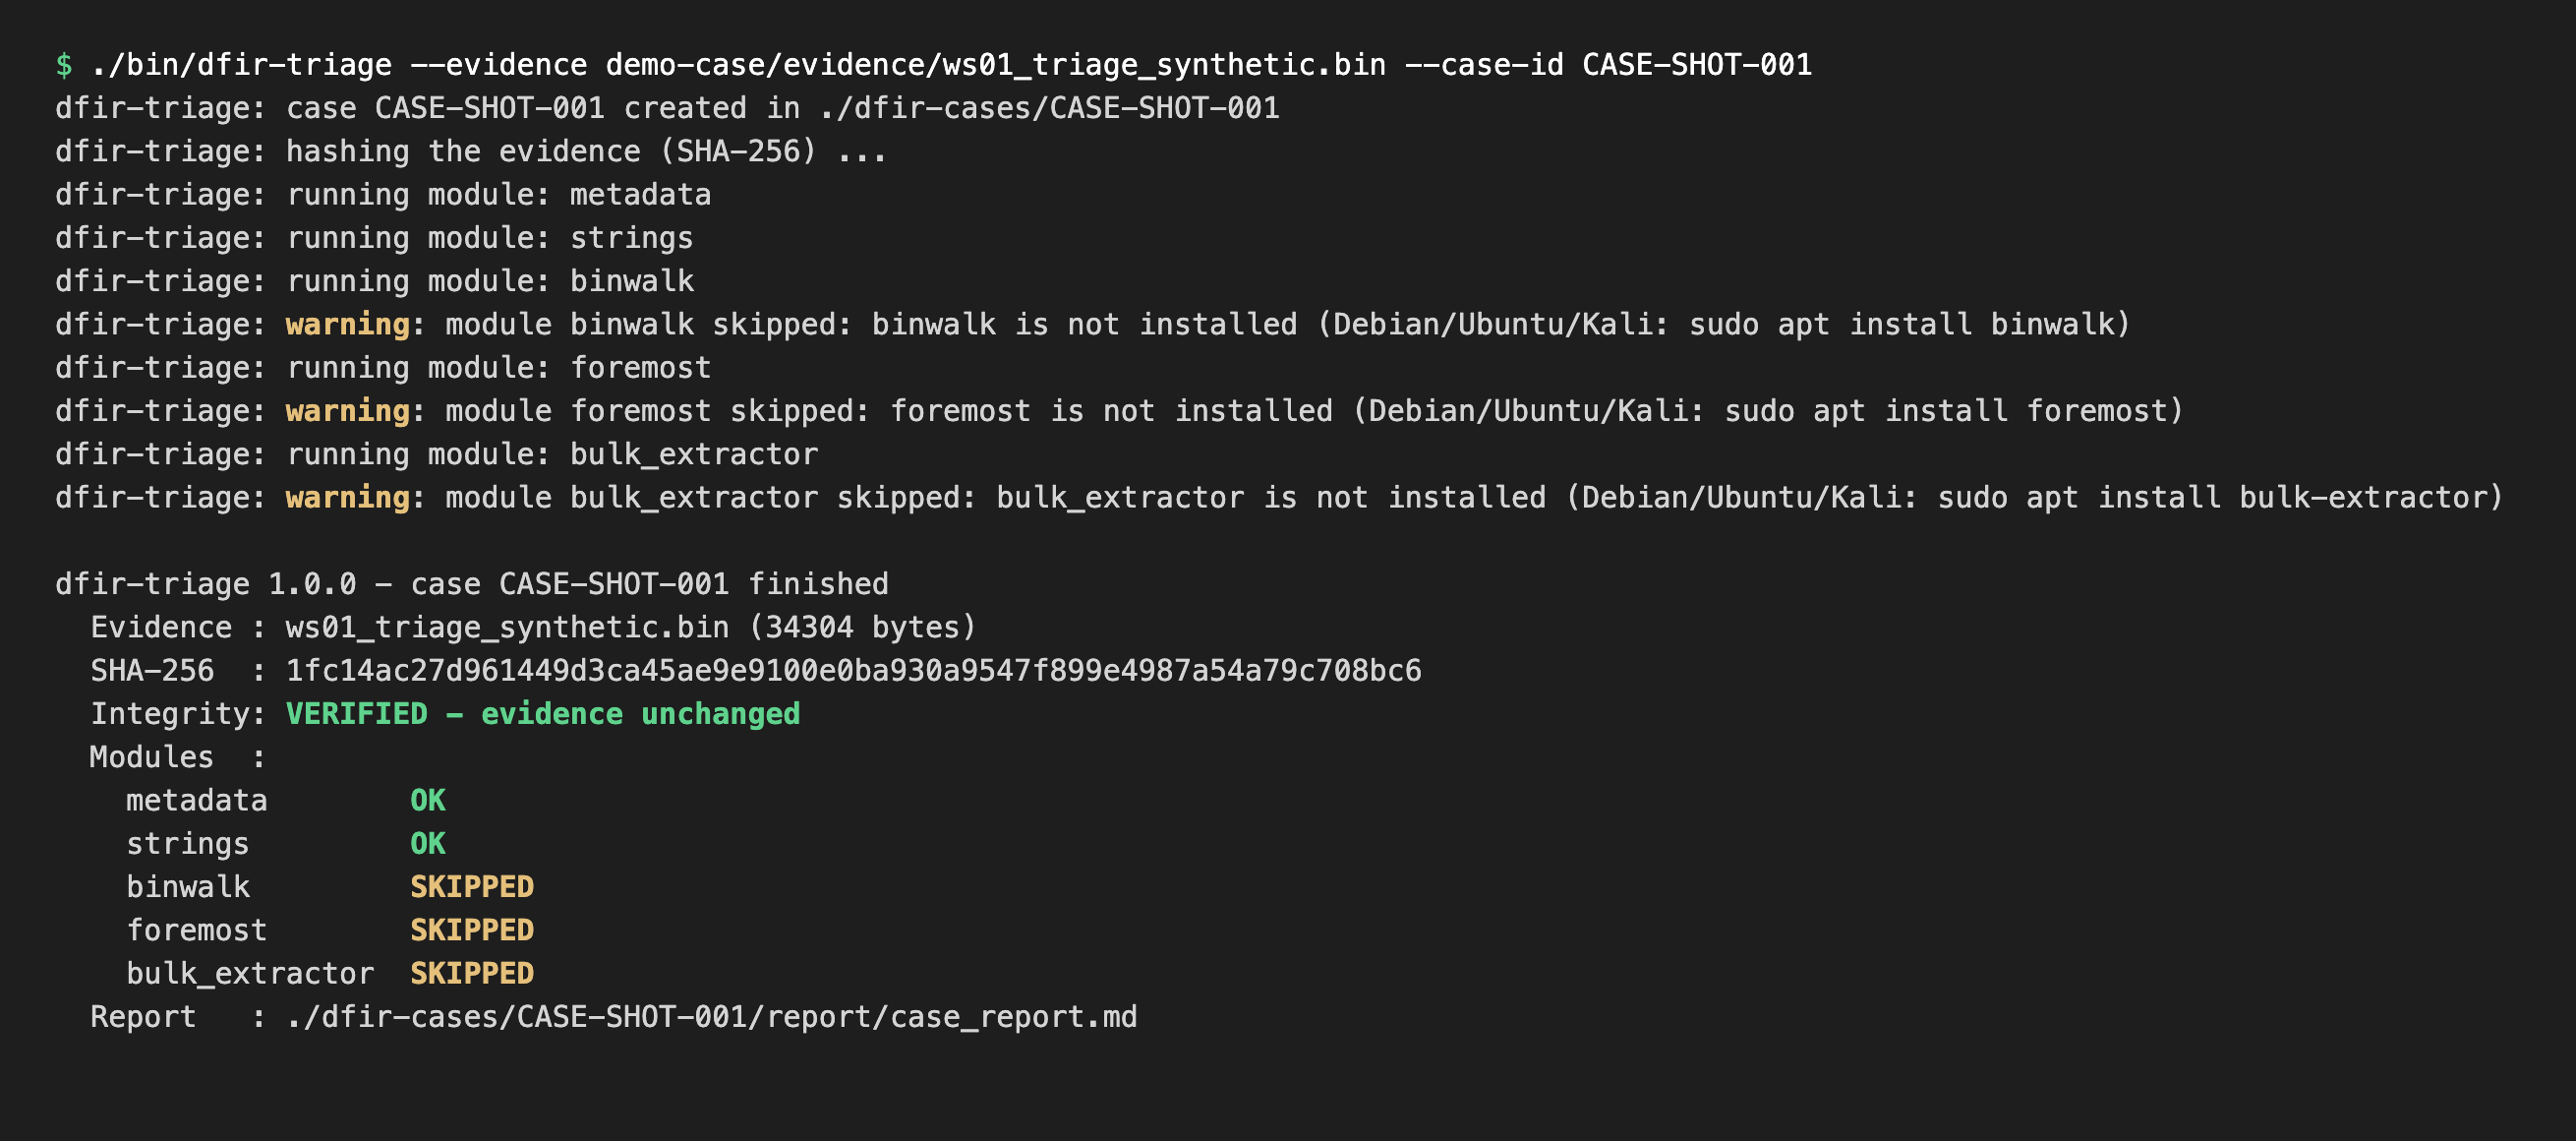 $ ./bin/dfir-triage --evidence demo-case/evidence/ws01_triage_synthetic.bin --case-id CASE-SHOT-001
dfir-triage: case CASE-SHOT-001 created in ./dfir-cases/CASE-SHOT-001
dfir-triage: hashing the evidence (SHA-256) ...
dfir-triage: running module: metadata
dfir-triage: running module: strings
dfir-triage: running module: binwalk
dfir-triage: warning: module binwalk skipped: binwalk is not installed (Debian/Ubuntu/Kali: sudo apt install binwalk)
dfir-triage: running module: foremost
dfir-triage: warning: module foremost skipped: foremost is not installed (Debian/Ubuntu/Kali: sudo apt install foremost)
dfir-triage: running module: bulk_extractor
dfir-triage: warning: module bulk_extractor skipped: bulk_extractor is not installed (Debian/Ubuntu/Kali: sudo apt install bulk-extractor)

dfir-triage 1.0.0 - case CASE-SHOT-001 finished
  Evidence : ws01_triage_synthetic.bin (34304 bytes)
  SHA-256  : 1fc14ac27d961449d3ca45ae9e9100e0ba930a9547f899e4987a54a79c708bc6
  Integrity: VERIFIED - evidence unchanged
  Modules  :
    metadata        OK
    strings         OK
    binwalk         SKIPPED
    foremost        SKIPPED
    bulk_extractor  SKIPPED
  Report   : ./dfir-cases/CASE-SHOT-001/report/case_report.md